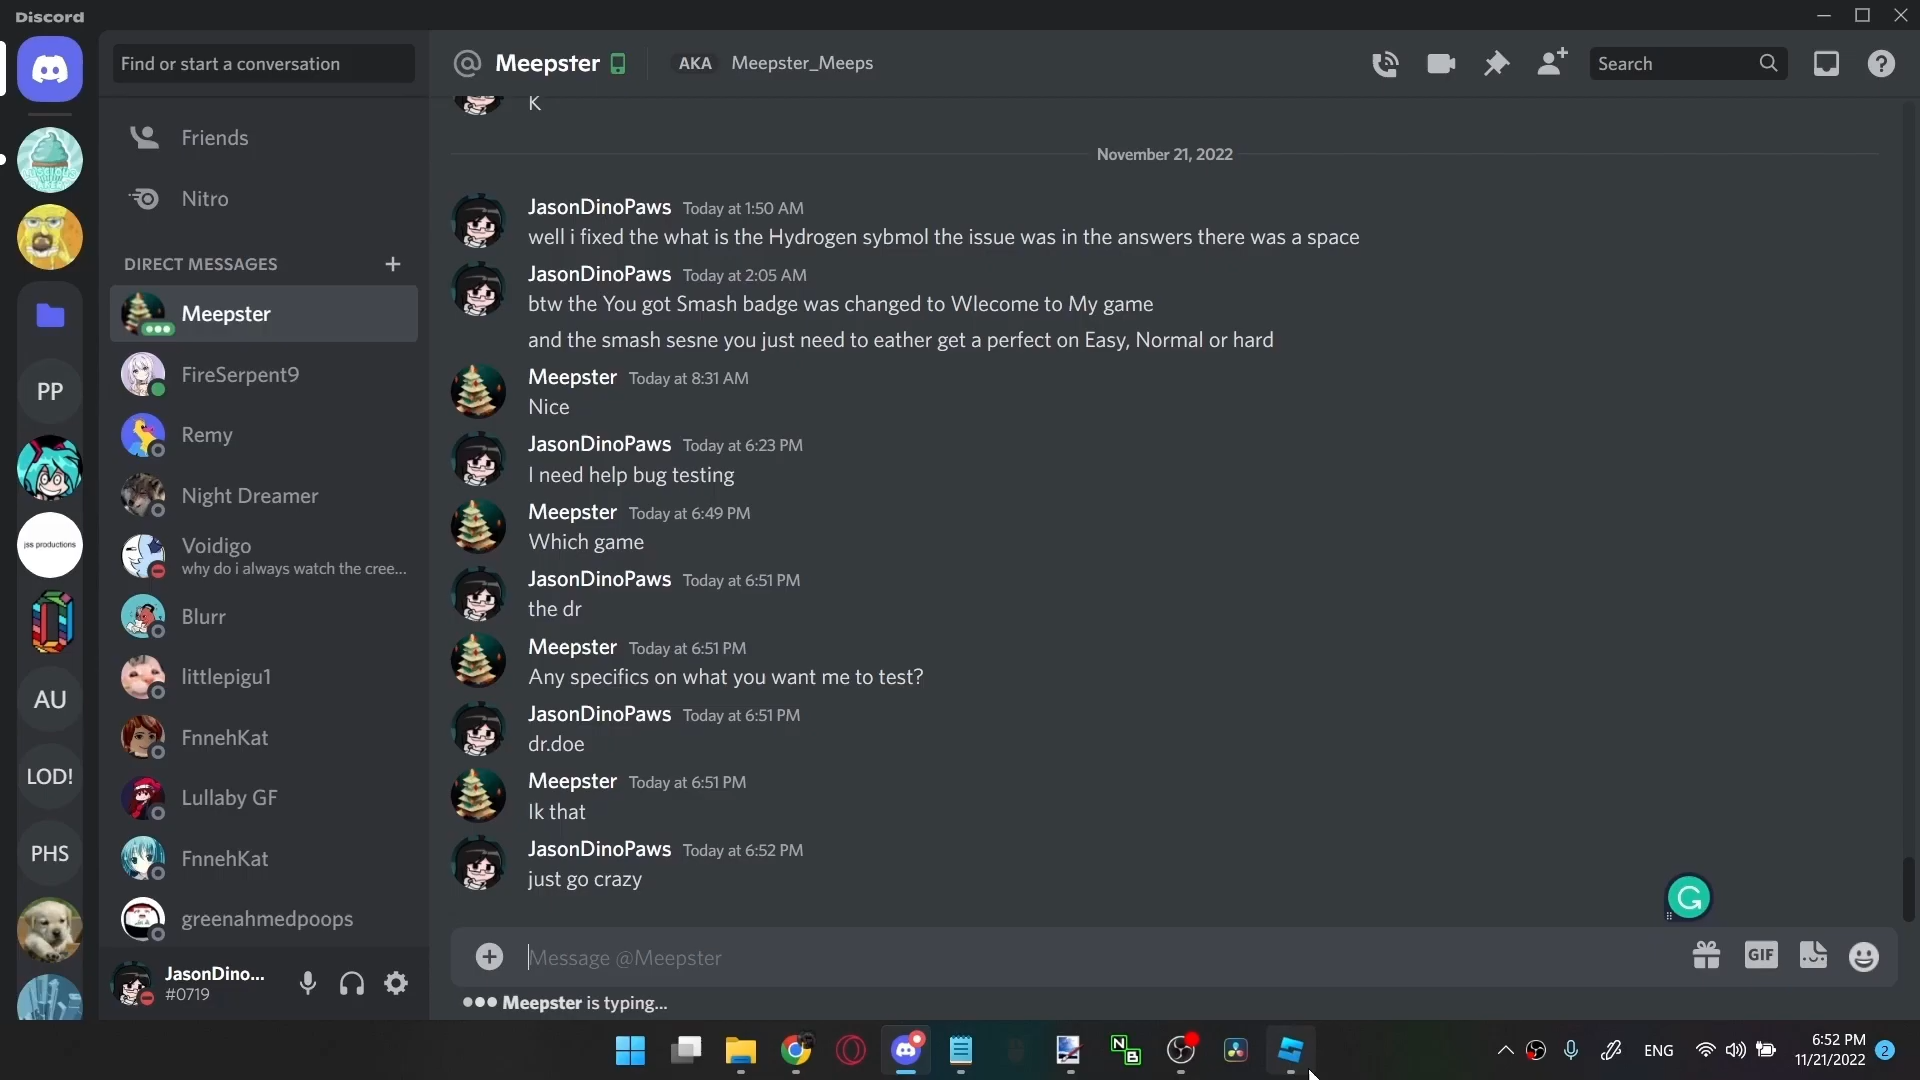 Discord
Find or start a conversation
Friends
Nitro
DIRECT MESSAGES
Meepster
FireSerpent9
Remy
Night Dreamer
Voidigo
why do i always watch the cree...
Blurr
littlepigu1
FnnehKat
Lullaby GF
FnnehKat
greenahmedpoops
JasonDino...
#0719
PP
jss productions
AU
LOD!
PHS
Meepster AKA Meepster_Meeps
Search
K
November 21, 2022
JasonDinoPaws Today at 1:50 AM
well i fixed the what is the Hydrogen sybmol the issue was in the answers there was a space
JasonDinoPaws Today at 2:05 AM
btw the You got Smash badge was changed to Wlecome to My game
and the smash sesne you just need to eather get a perfect on Easy, Normal or hard
Meepster Today at 8:31 AM
Nice
JasonDinoPaws Today at 6:23 PM
I need help bug testing
Meepster Today at 6:49 PM
Which game
JasonDinoPaws Today at 6:51 PM
the dr
Meepster Today at 6:51 PM
Any specifics on what you want me to test?
JasonDinoPaws Today at 6:51 PM
dr.doe
Meepster Today at 6:51 PM
Ik that
JasonDinoPaws Today at 6:52 PM
just go crazy
Message @Meepster
GIF
Meepster is typing...
NB
ENG
6:52 PM
11/21/2022
2